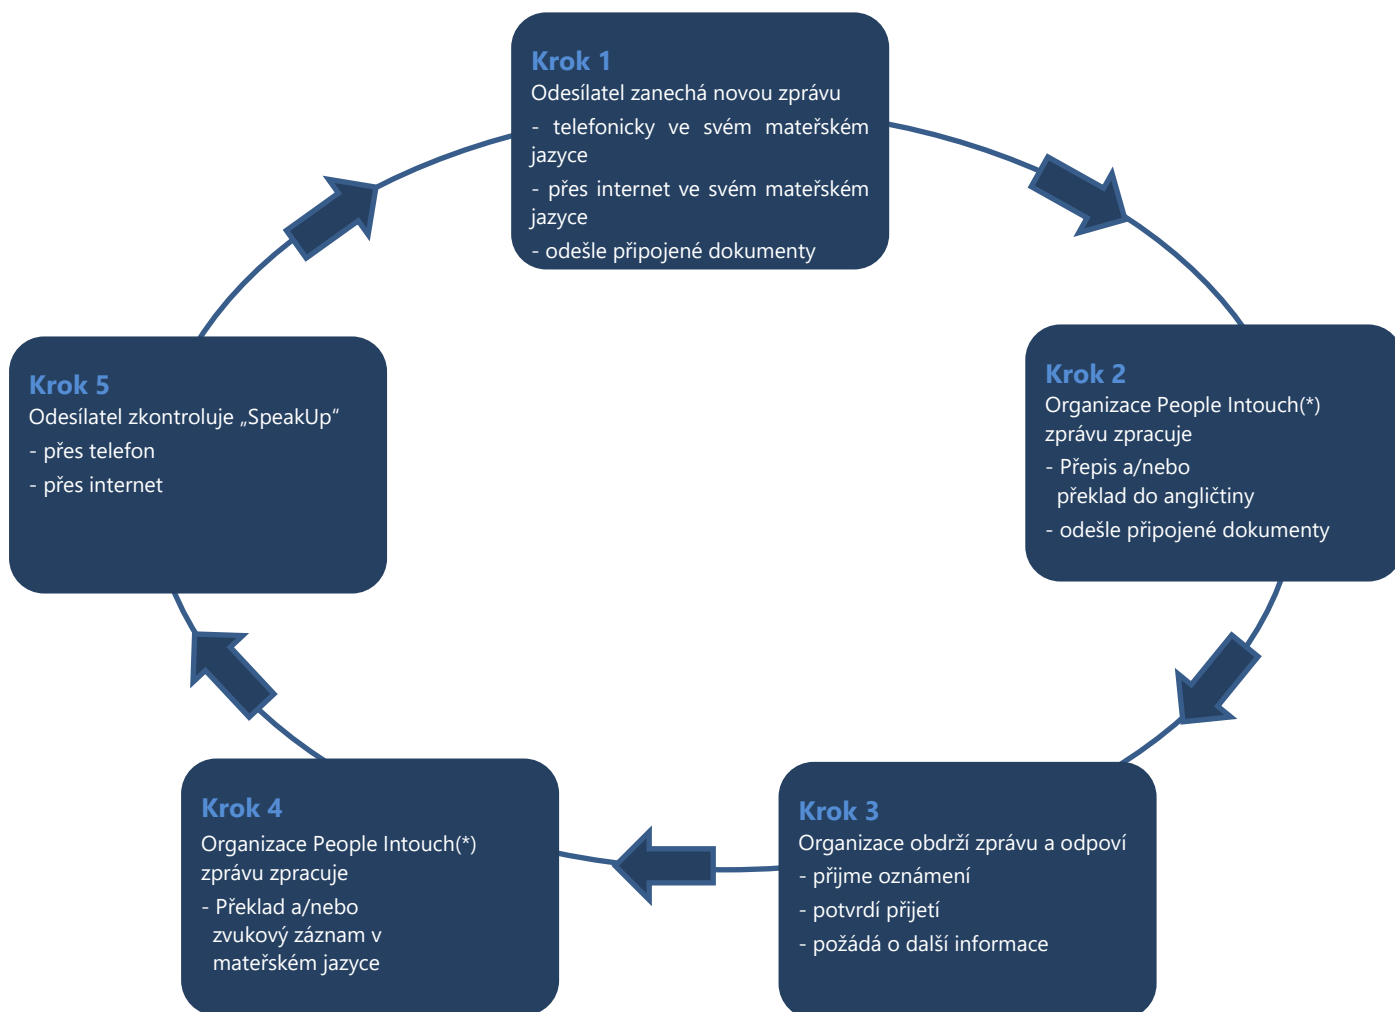 Krok 1
Odesílatel zanechá novou zprávu
- telefonicky ve svém mateřském
jazyce
- přes internet ve svém mateřském
jazyce
- odešle připojené dokumenty
Krok 2
Organizace People Intouch(*)
zprávu zpracuje
- Přepis a/nebo
překlad do angličtiny
- odešle připojené dokumenty
Krok 3
Organizace obdrží zprávu a odpoví
- přijme oznámení
- potvrdí přijetí
- požádá o další informace
Krok 4
Organizace People Intouch(*)
zprávu zpracuje
- Překlad a/nebo
zvukový záznam v
mateřském jazyce
Krok 5
Odesílatel zkontroluje „SpeakUp“
- přes telefon
- přes internet